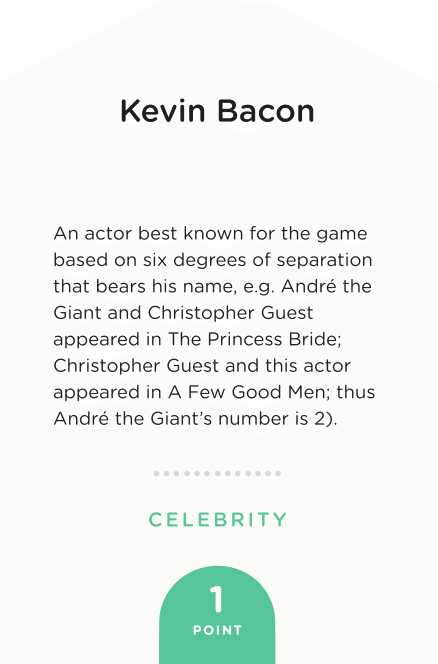 Kevin Bacon
An actor best known for the game
based on six degrees of separation
that bears his name, e.g. André the
Giant and Christopher Guest
appeared in The Princess Bride;
Christopher Guest and this actor
appeared in A Few Good Men; thus
André the Giant’s number is 2).
CELEBRITY
1
POINT